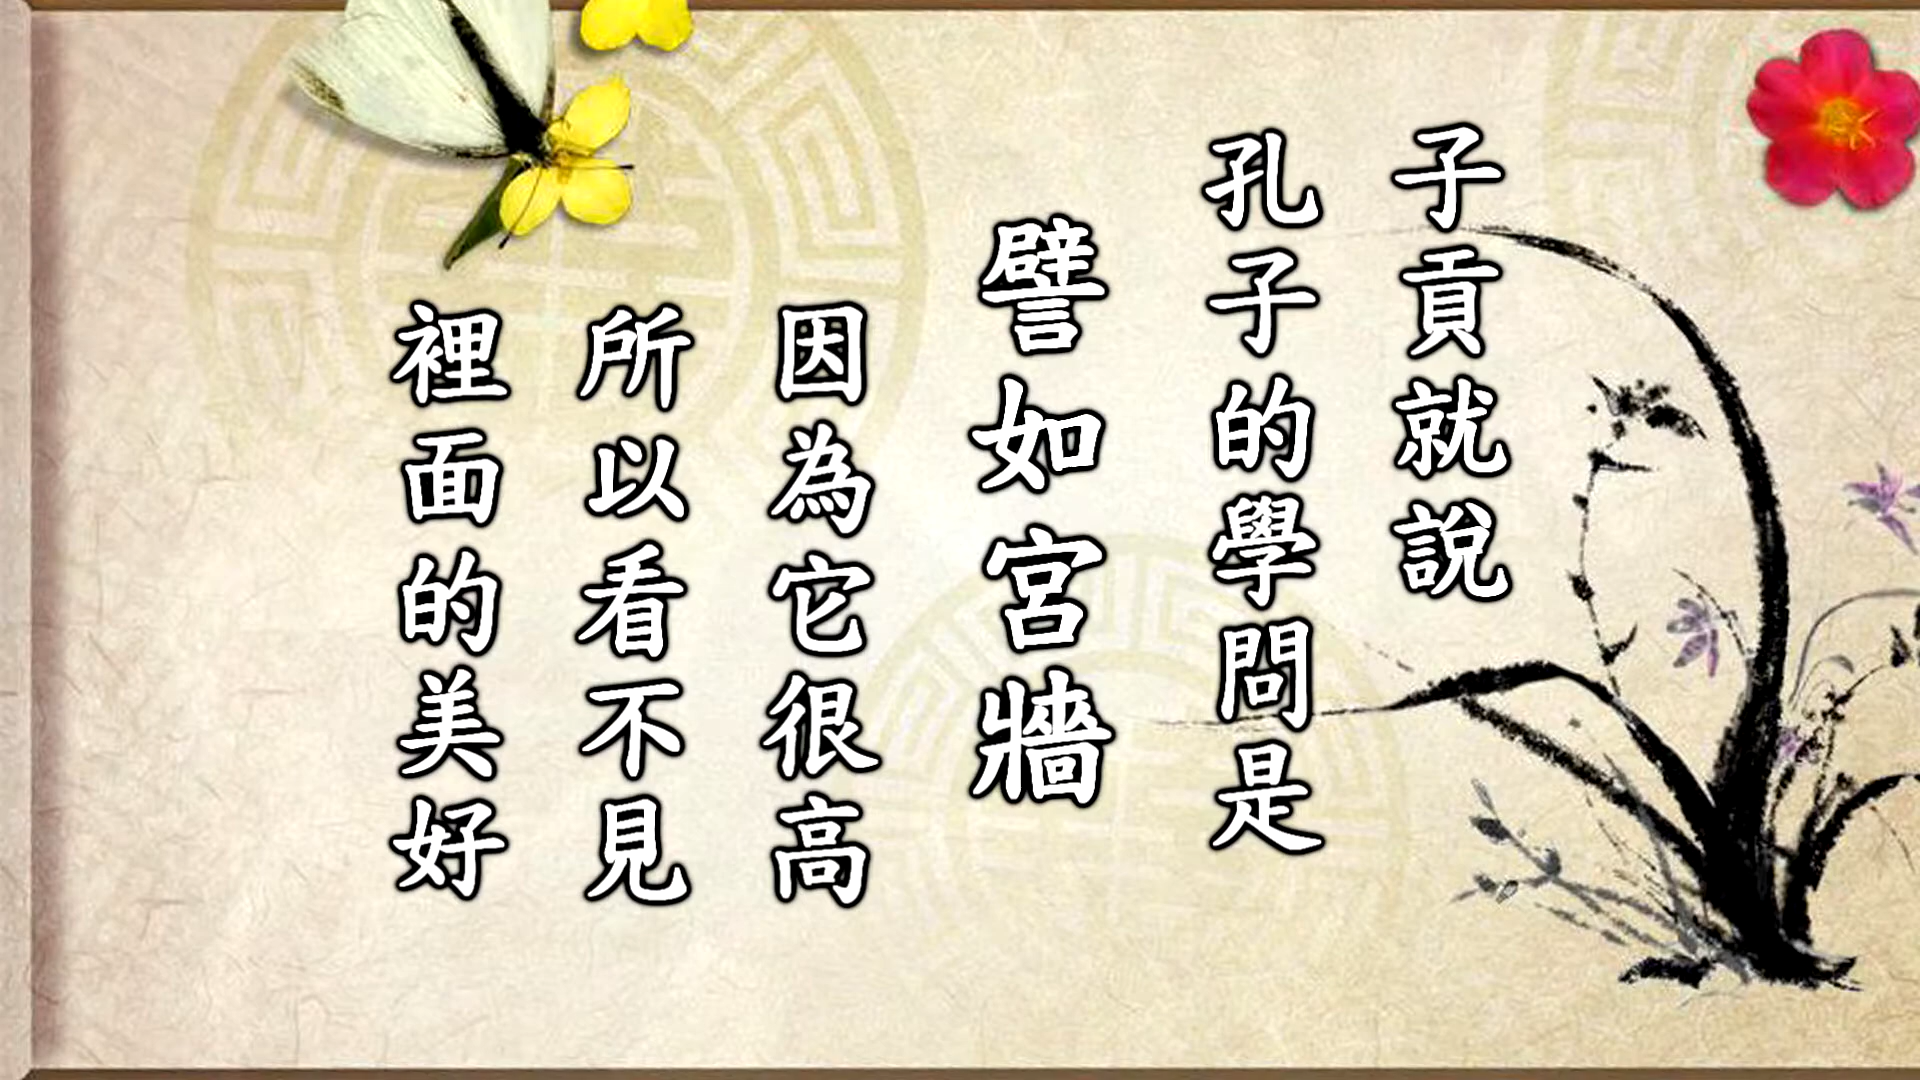 子貢就說
孔子的學問是
譬如宮牆
因為它很高
所以看不見
裡面的美好